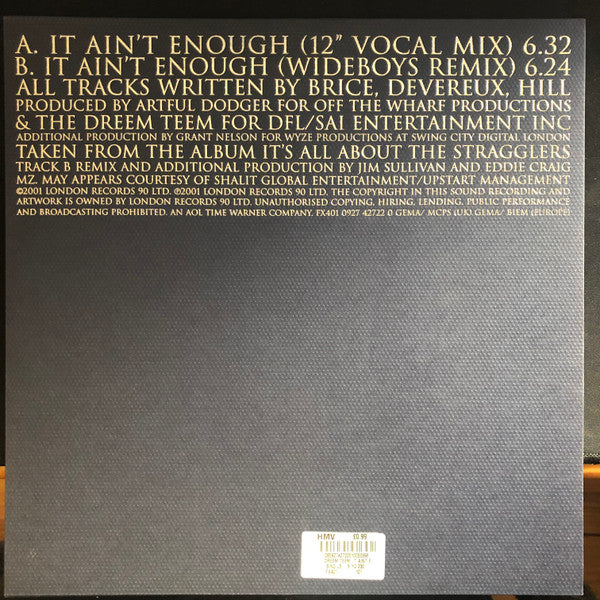 A. IT AIN'T ENOUGH (12" VOCAL MIX) 6.32
B. IT AIN'T ENOUGH (WIDEBOYS REMIX) 6.24
ALL TRACKS WRITTEN BY BRICE, DEVEREUX, HILL
PRODUCED BY ARTFUL DODGER FOR OFF THE WHARF PRODUCTIONS
& THE DREEM TEEM FOR DFL/SAI ENTERTAINMENT INC
ADDITIONAL PRODUCTION BY GRANT NELSON FOR WYZE PRODUCTIONS AT SWING CITY DIGITAL LONDON
TAKEN FROM THE ALBUM IT'S ALL ABOUT THE STRAGGLERS
TRACK B REMIX AND ADDITIONAL PRODUCTION BY JIM SULLIVAN AND EDDIE CRAIG
MZ. MAY APPEARS COURTESY OF SHALIT GLOBAL ENTERTAINMENT/UPSTART MANAGEMENT
©2001 LONDON RECORDS 90 LTD. ℗2001 LONDON RECORDS 90 LTD. THE COPYRIGHT IN THIS SOUND RECORDING AND
ARTWORK IS OWNED BY LONDON RECORDS 90 LTD. UNAUTHORISED COPYING, HIRING, LENDING, PUBLIC PERFORMANCE
AND BROADCASTING PROHIBITED. AN AOL TIME WARNER COMPANY. FX401 0927 42722 0 GEMA/ MCPS (UK) GEMA/ BIEM (EUROPE)
HMV £0.99
DREEM TEEM IT AINT E